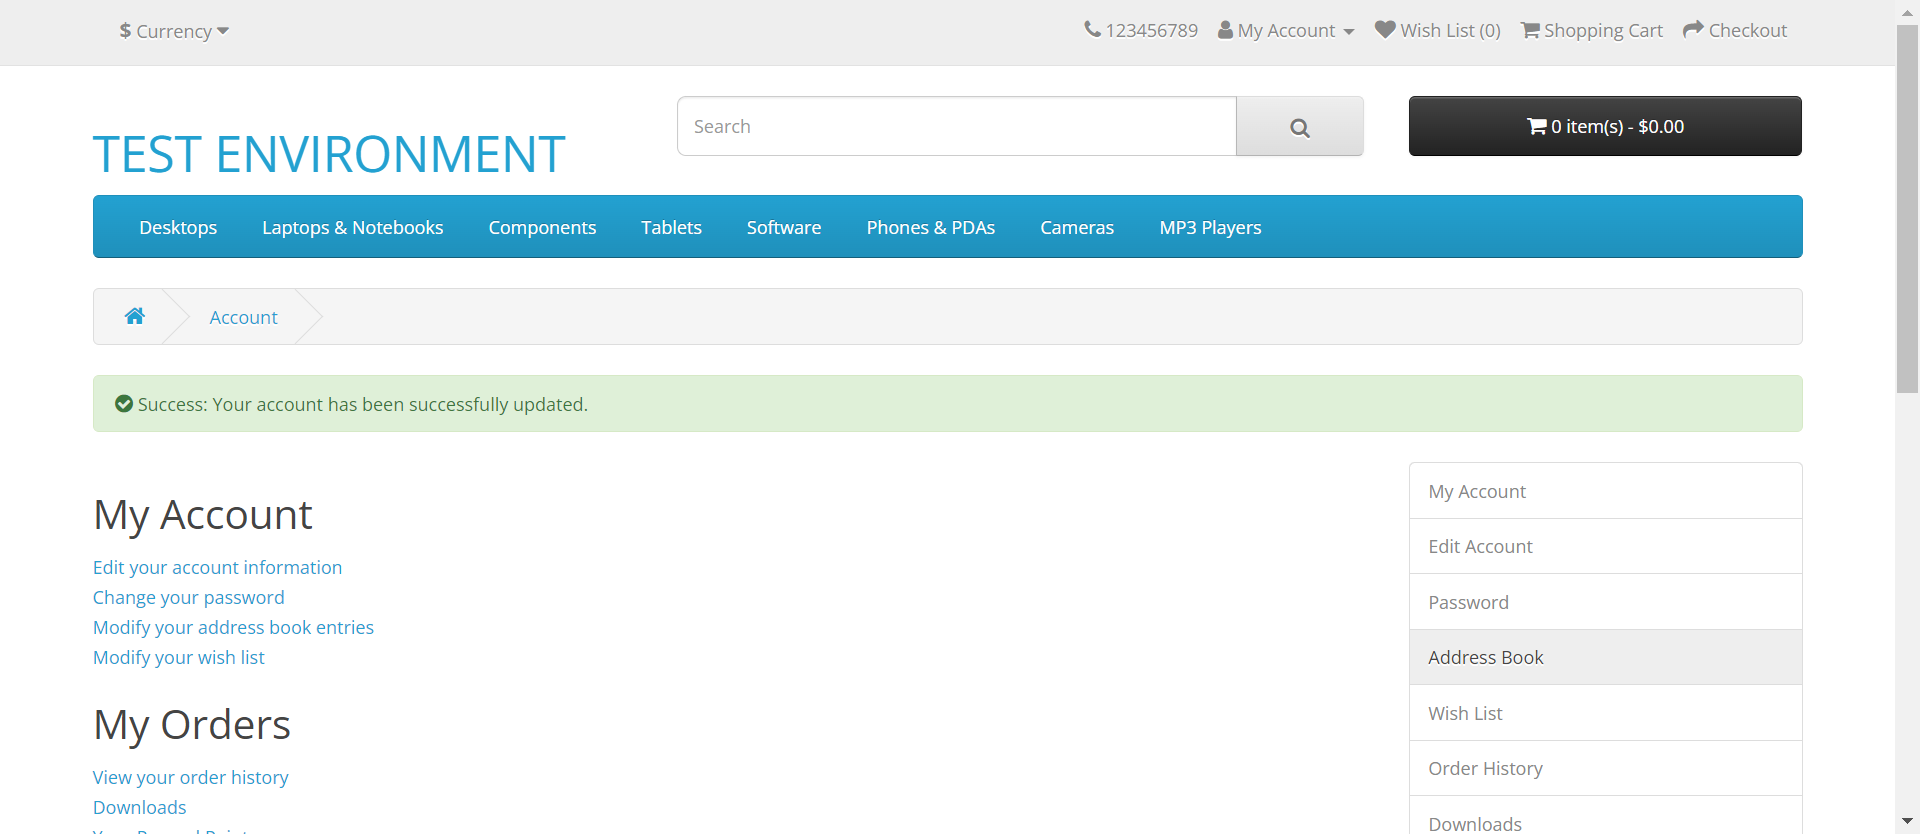 $ Currency
123456789 My Account Wish List (0) Shopping Cart Checkout
TEST ENVIRONMENT
Search
0 item(s) - $0.00
Desktops Laptops & Notebooks Components Tablets Software Phones & PDAs Cameras MP3 Players
Account
Success: Your account has been successfully updated.
My Account
Edit your account information
Change your password
Modify your address book entries
Modify your wish list
My Orders
View your order history
Downloads
My Account
Edit Account
Password
Address Book
Wish List
Order History
Downloads